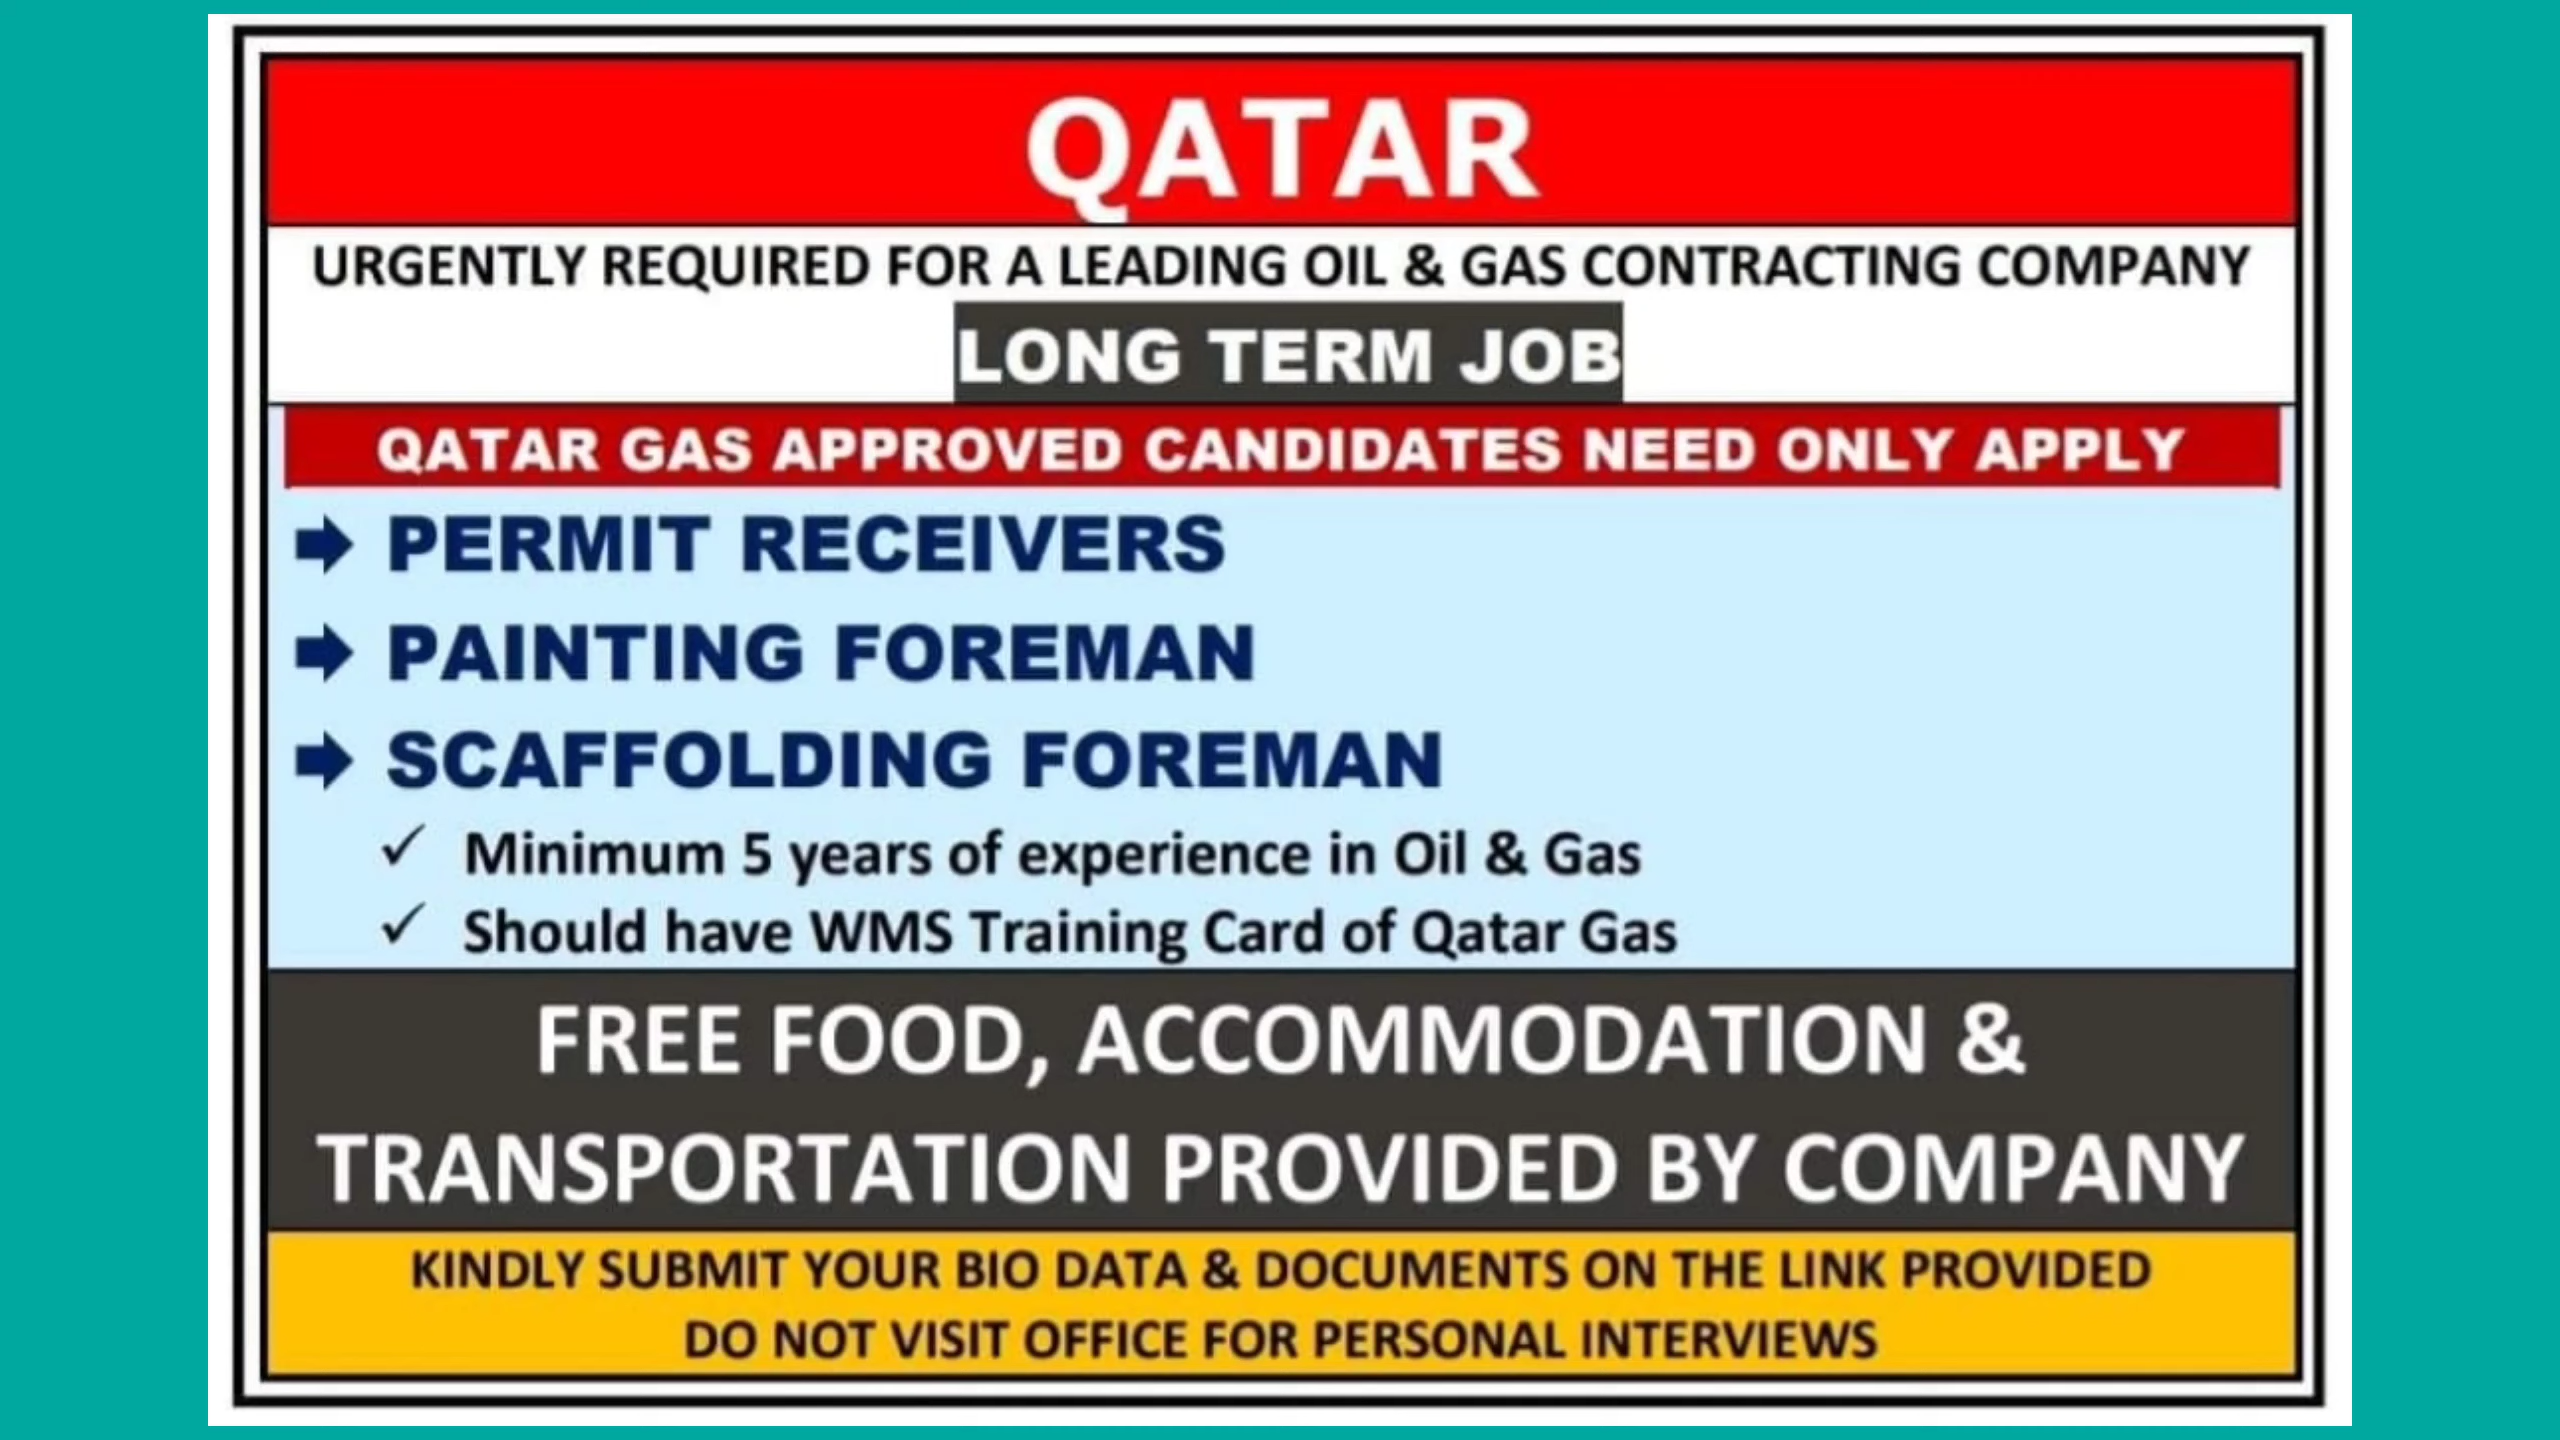 QATAR
URGENTLY REQUIRED FOR A LEADING OIL & GAS CONTRACTING COMPANY
LONG TERM JOB
QATAR GAS APPROVED CANDIDATES NEED ONLY APPLY
PERMIT RECEIVERS
PAINTING FOREMAN
SCAFFOLDING FOREMAN
Minimum 5 years of experience in Oil & Gas
Should have WMS Training Card of Qatar Gas
FREE FOOD, ACCOMMODATION &
TRANSPORTATION PROVIDED BY COMPANY
KINDLY SUBMIT YOUR BIO DATA & DOCUMENTS ON THE LINK PROVIDED
DO NOT VISIT OFFICE FOR PERSONAL INTERVIEWS